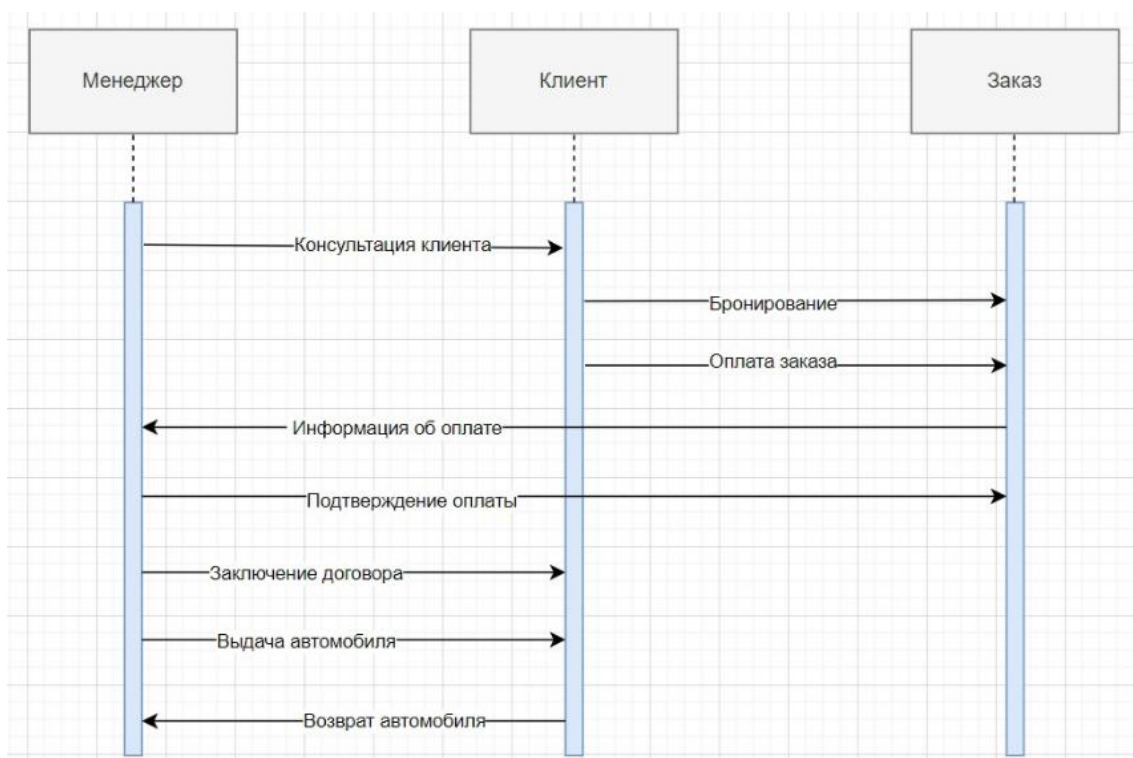 Менеджер
Клиент
Заказ
Консультация клиента
Бронирование
Оплата заказа
Информация об оплате
Подтверждение оплаты
Заключение договора
Выдача автомобиля
Возврат автомобиля